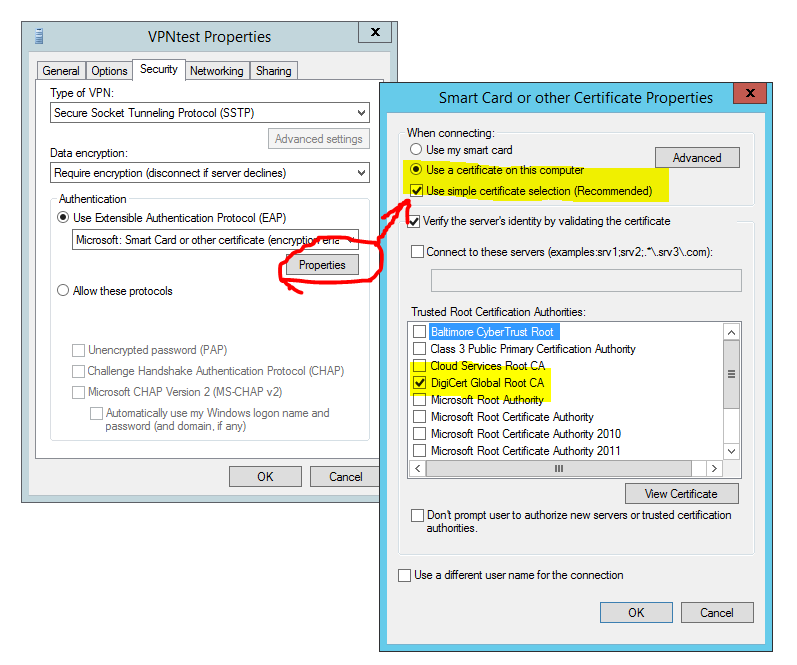 VPNtest Properties
x
General
Options
Security
Networking
Sharing
Type of VPN:
Secure Socket Tunneling Protocol (SSTP)
Advanced settings
Data encryption:
Require encryption (disconnect if server declines)
Authentication
Use Extensible Authentication Protocol (EAP)
Microsoft: Smart Card or other certificate (encryption ena
Properties
Allow these protocols
Unencrypted password (PAP)
Challenge Handshake Authentication Protocol (CHAP)
Microsoft CHAP Version 2 (MS-CHAP v2)
Automatically use my Windows logon name and
password (and domain, if any)
OK
Cancel
Smart Card or other Certificate Properties
x
When connecting:
Use my smart card
Advanced
Use a certificate on this computer
Use simple certificate selection (Recommended)
Verify the server's identity by validating the certificate
Connect to these servers (examples:srv1;srv2;.*\.srv3\.com):
Trusted Root Certification Authorities:
Baltimore CyberTrust Root
Class 3 Public Primary Certification Authority
Cloud Services Root CA
DigiCert Global Root CA
Microsoft Root Authority
Microsoft Root Certificate Authority
Microsoft Root Certificate Authority 2010
Microsoft Root Certificate Authority 2011
View Certificate
Don't prompt user to authorize new servers or trusted certification
authorities.
Use a different user name for the connection
OK
Cancel